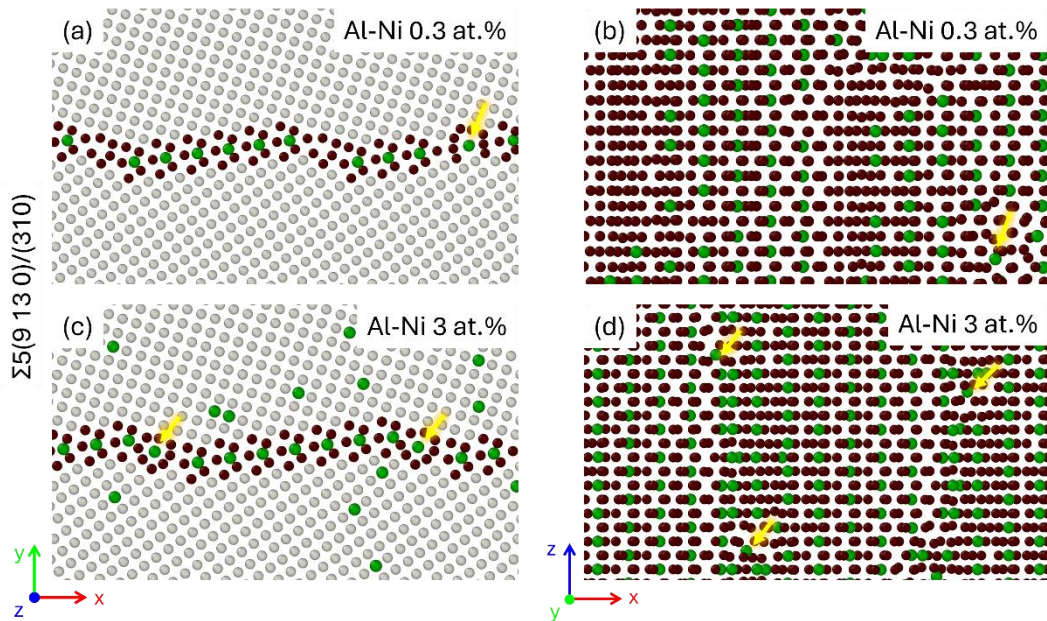 (a)
Al-Ni 0.3 at.%
(b)
Al-Ni 0.3 at.%
Σ5(9 13 0)/(310)
(c)
Al-Ni 3 at.%
(d)
Al-Ni 3 at.%
y
z
x
z
y
x